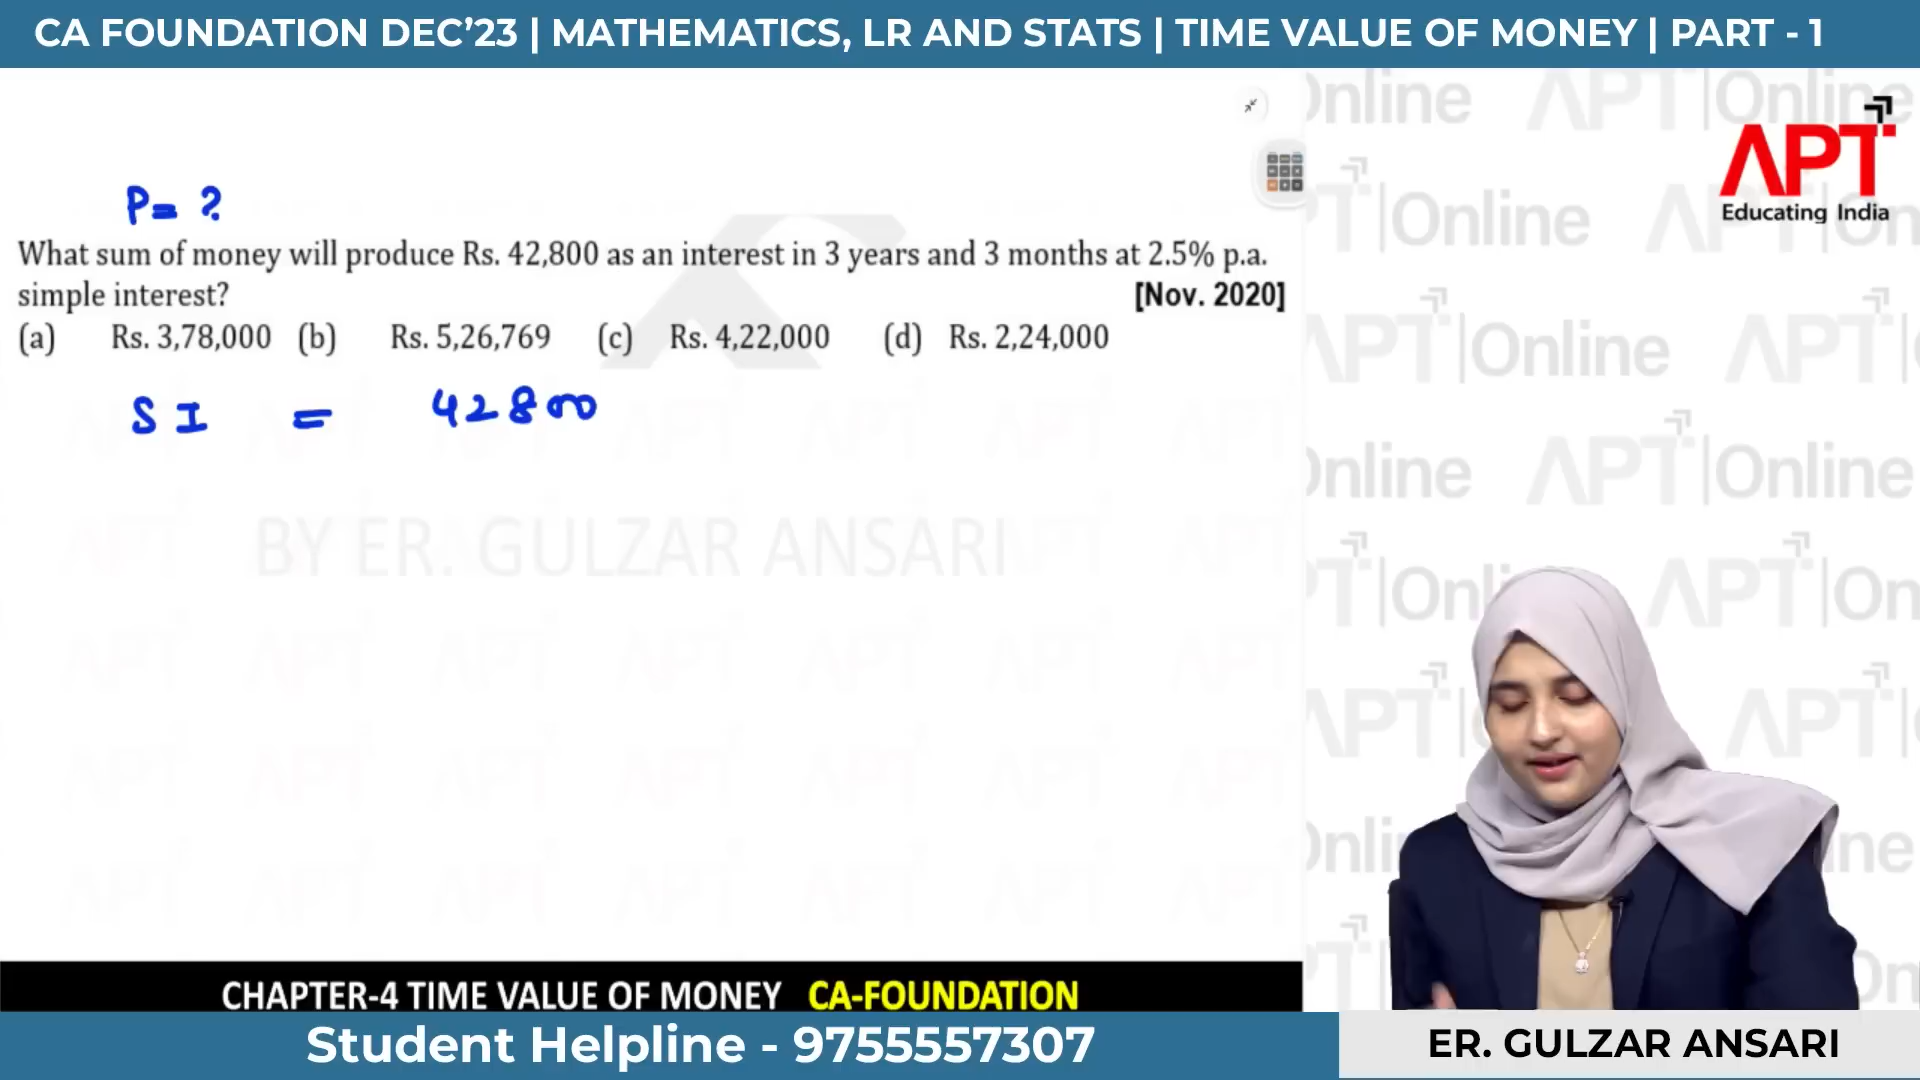 CA FOUNDATION DEC’23 | MATHEMATICS, LR AND STATS | TIME VALUE OF MONEY | PART - 1
APT
Educating India
P= ?
What sum of money will produce Rs. 42,800 as an interest in 3 years and 3 months at 2.5% p.a.
simple interest? [Nov. 2020]
(a) Rs. 3,78,000 (b) Rs. 5,26,769 (c) Rs. 4,22,000 (d) Rs. 2,24,000
SI = 42800
BY ER. GULZAR ANSARI
APT Online
CHAPTER-4 TIME VALUE OF MONEY CA-FOUNDATION
Student Helpline - 9755557307
ER. GULZAR ANSARI